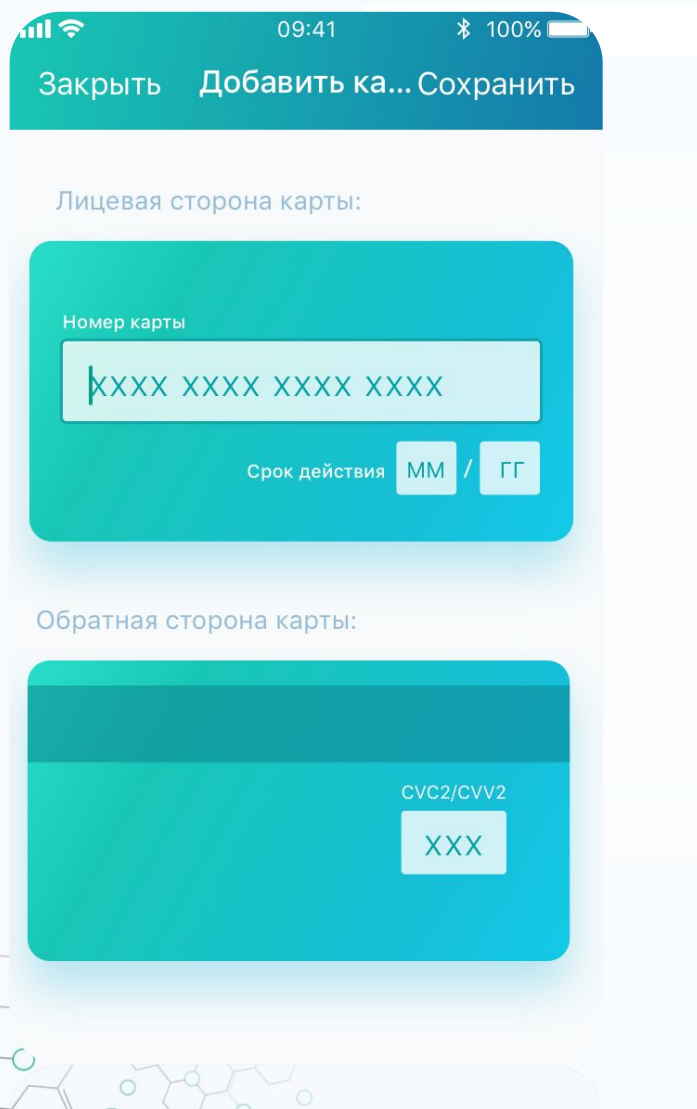 09:41 100%
Закрыть Добавить ка... Сохранить
Лицевая сторона карты:
Номер карты
XXXX XXXX XXXX XXXX
Срок действия ММ / ГГ
Обратная сторона карты:
CVC2/CVV2
XXX